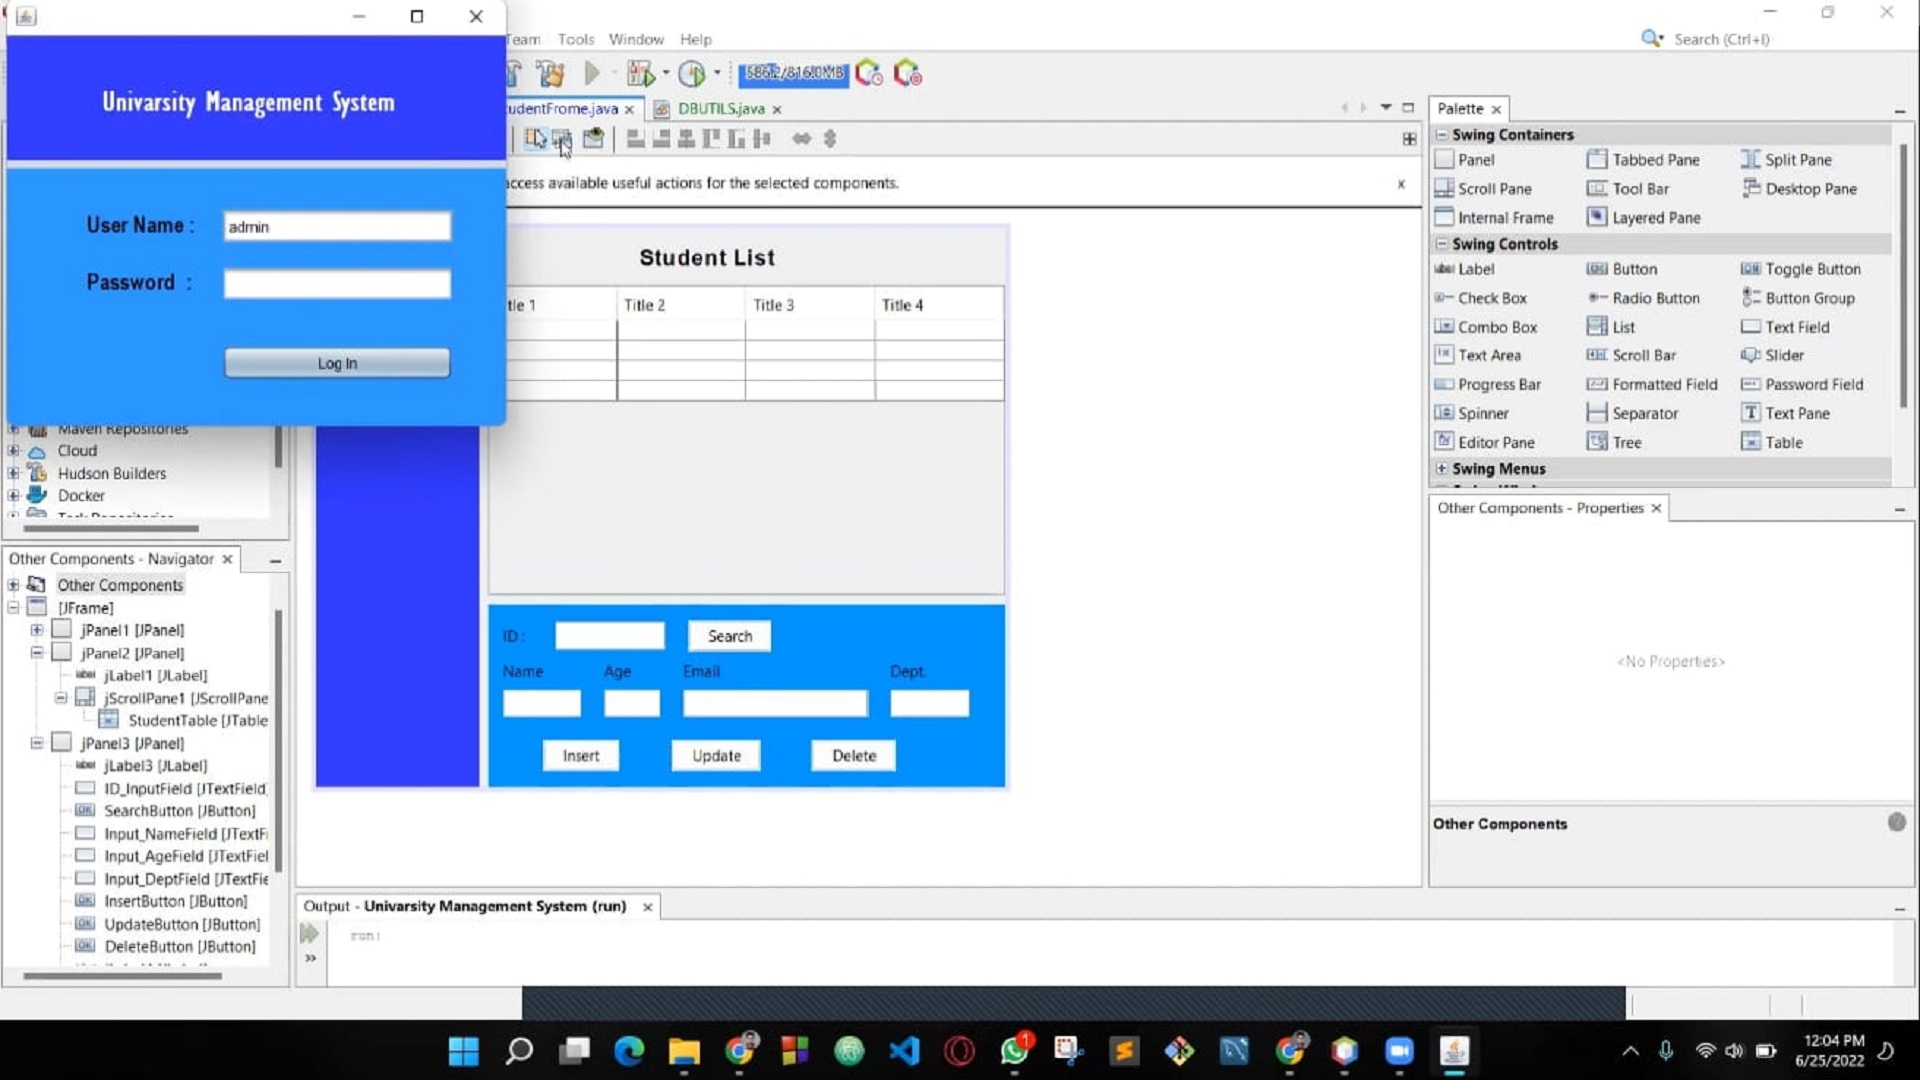 Univarsity Management System
User Name :
admin
Password :
Log In
Team Tools Window Help
Search (Ctrl+I)
586.2/816.0MB
tudentFrome.java
DBUTILS.java
access available useful actions for the selected components.
x
Student List
tle 1 Title 2 Title 3 Title 4
ID :
Search
Name Age Email Dept.
Insert Update Delete
Maven Repositories
Cloud
Hudson Builders
Docker
Task Repositories
Other Components - Navigator
Other Components
[JFrame]
jPanel1 [JPanel]
jPanel2 [JPanel]
jLabel1 [JLabel]
jScrollPane1 [JScrollPane
StudentTable [JTable
jPanel3 [JPanel]
jLabel3 [JLabel]
ID_InputField [JTextField]
SearchButton [JButton]
Input_NameField [JTextFi
Input_AgeField [JTextFiel
Input_DeptField [JTextFie
InsertButton [JButton]
UpdateButton [JButton]
DeleteButton [JButton]
Palette
Swing Containers
Panel Tabbed Pane Split Pane
Scroll Pane Tool Bar Desktop Pane
Internal Frame Layered Pane
Swing Controls
Label Button Toggle Button
Check Box Radio Button Button Group
Combo Box List Text Field
Text Area Scroll Bar Slider
Progress Bar Formatted Field Password Field
Spinner Separator Text Pane
Editor Pane Tree Table
Swing Menus
Other Components - Properties
<No Properties>
Other Components
Output - Univarsity Management System (run)
run:
1
12:04 PM
6/25/2022